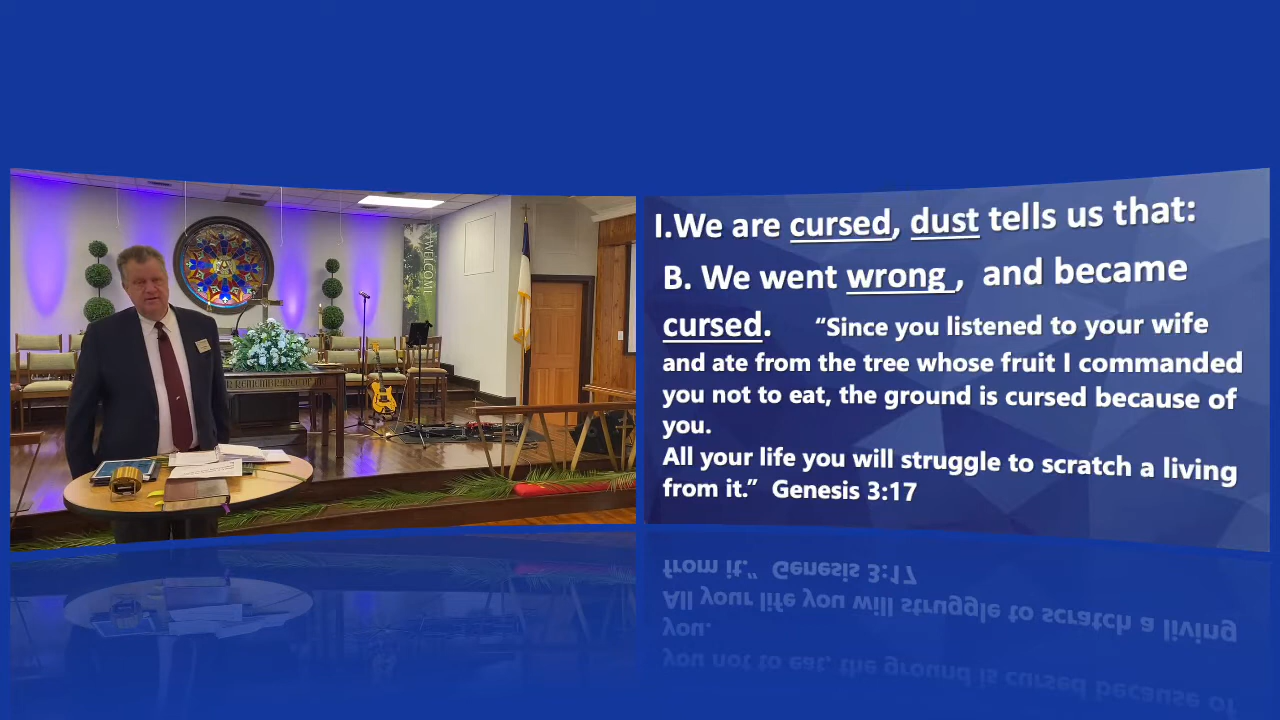 WELCOME
REMEMBRANCE
I.We are cursed, dust tells us that:
B. We went wrong , and became
cursed. “Since you listened to your wife
and ate from the tree whose fruit I commanded
you not to eat, the ground is cursed because of
you.
All your life you will struggle to scratch a living
from it.” Genesis 3:17